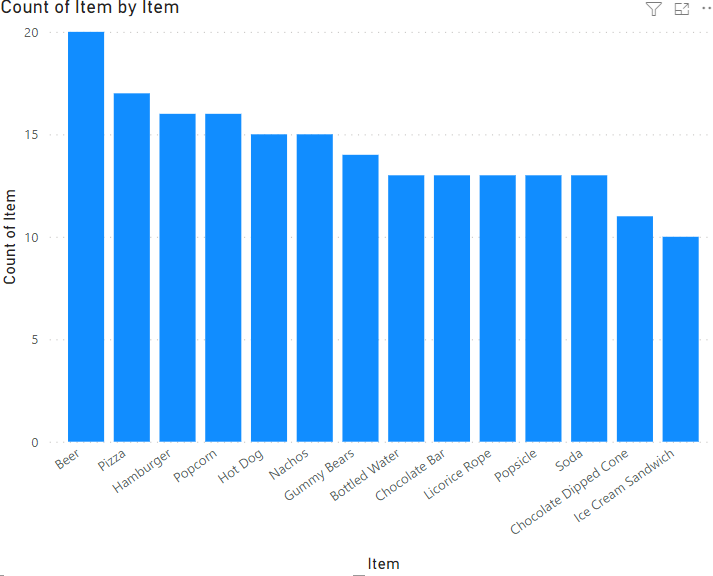 Count of Item by Item
Count of Item
20
15
10
5
0
Beer
Pizza
Hamburger
Popcorn
Hot Dog
Nachos
Gummy Bears
Bottled Water
Chocolate Bar
Licorice Rope
Popsicle
Soda
Chocolate Dipped Cone
Ice Cream Sandwich
Item